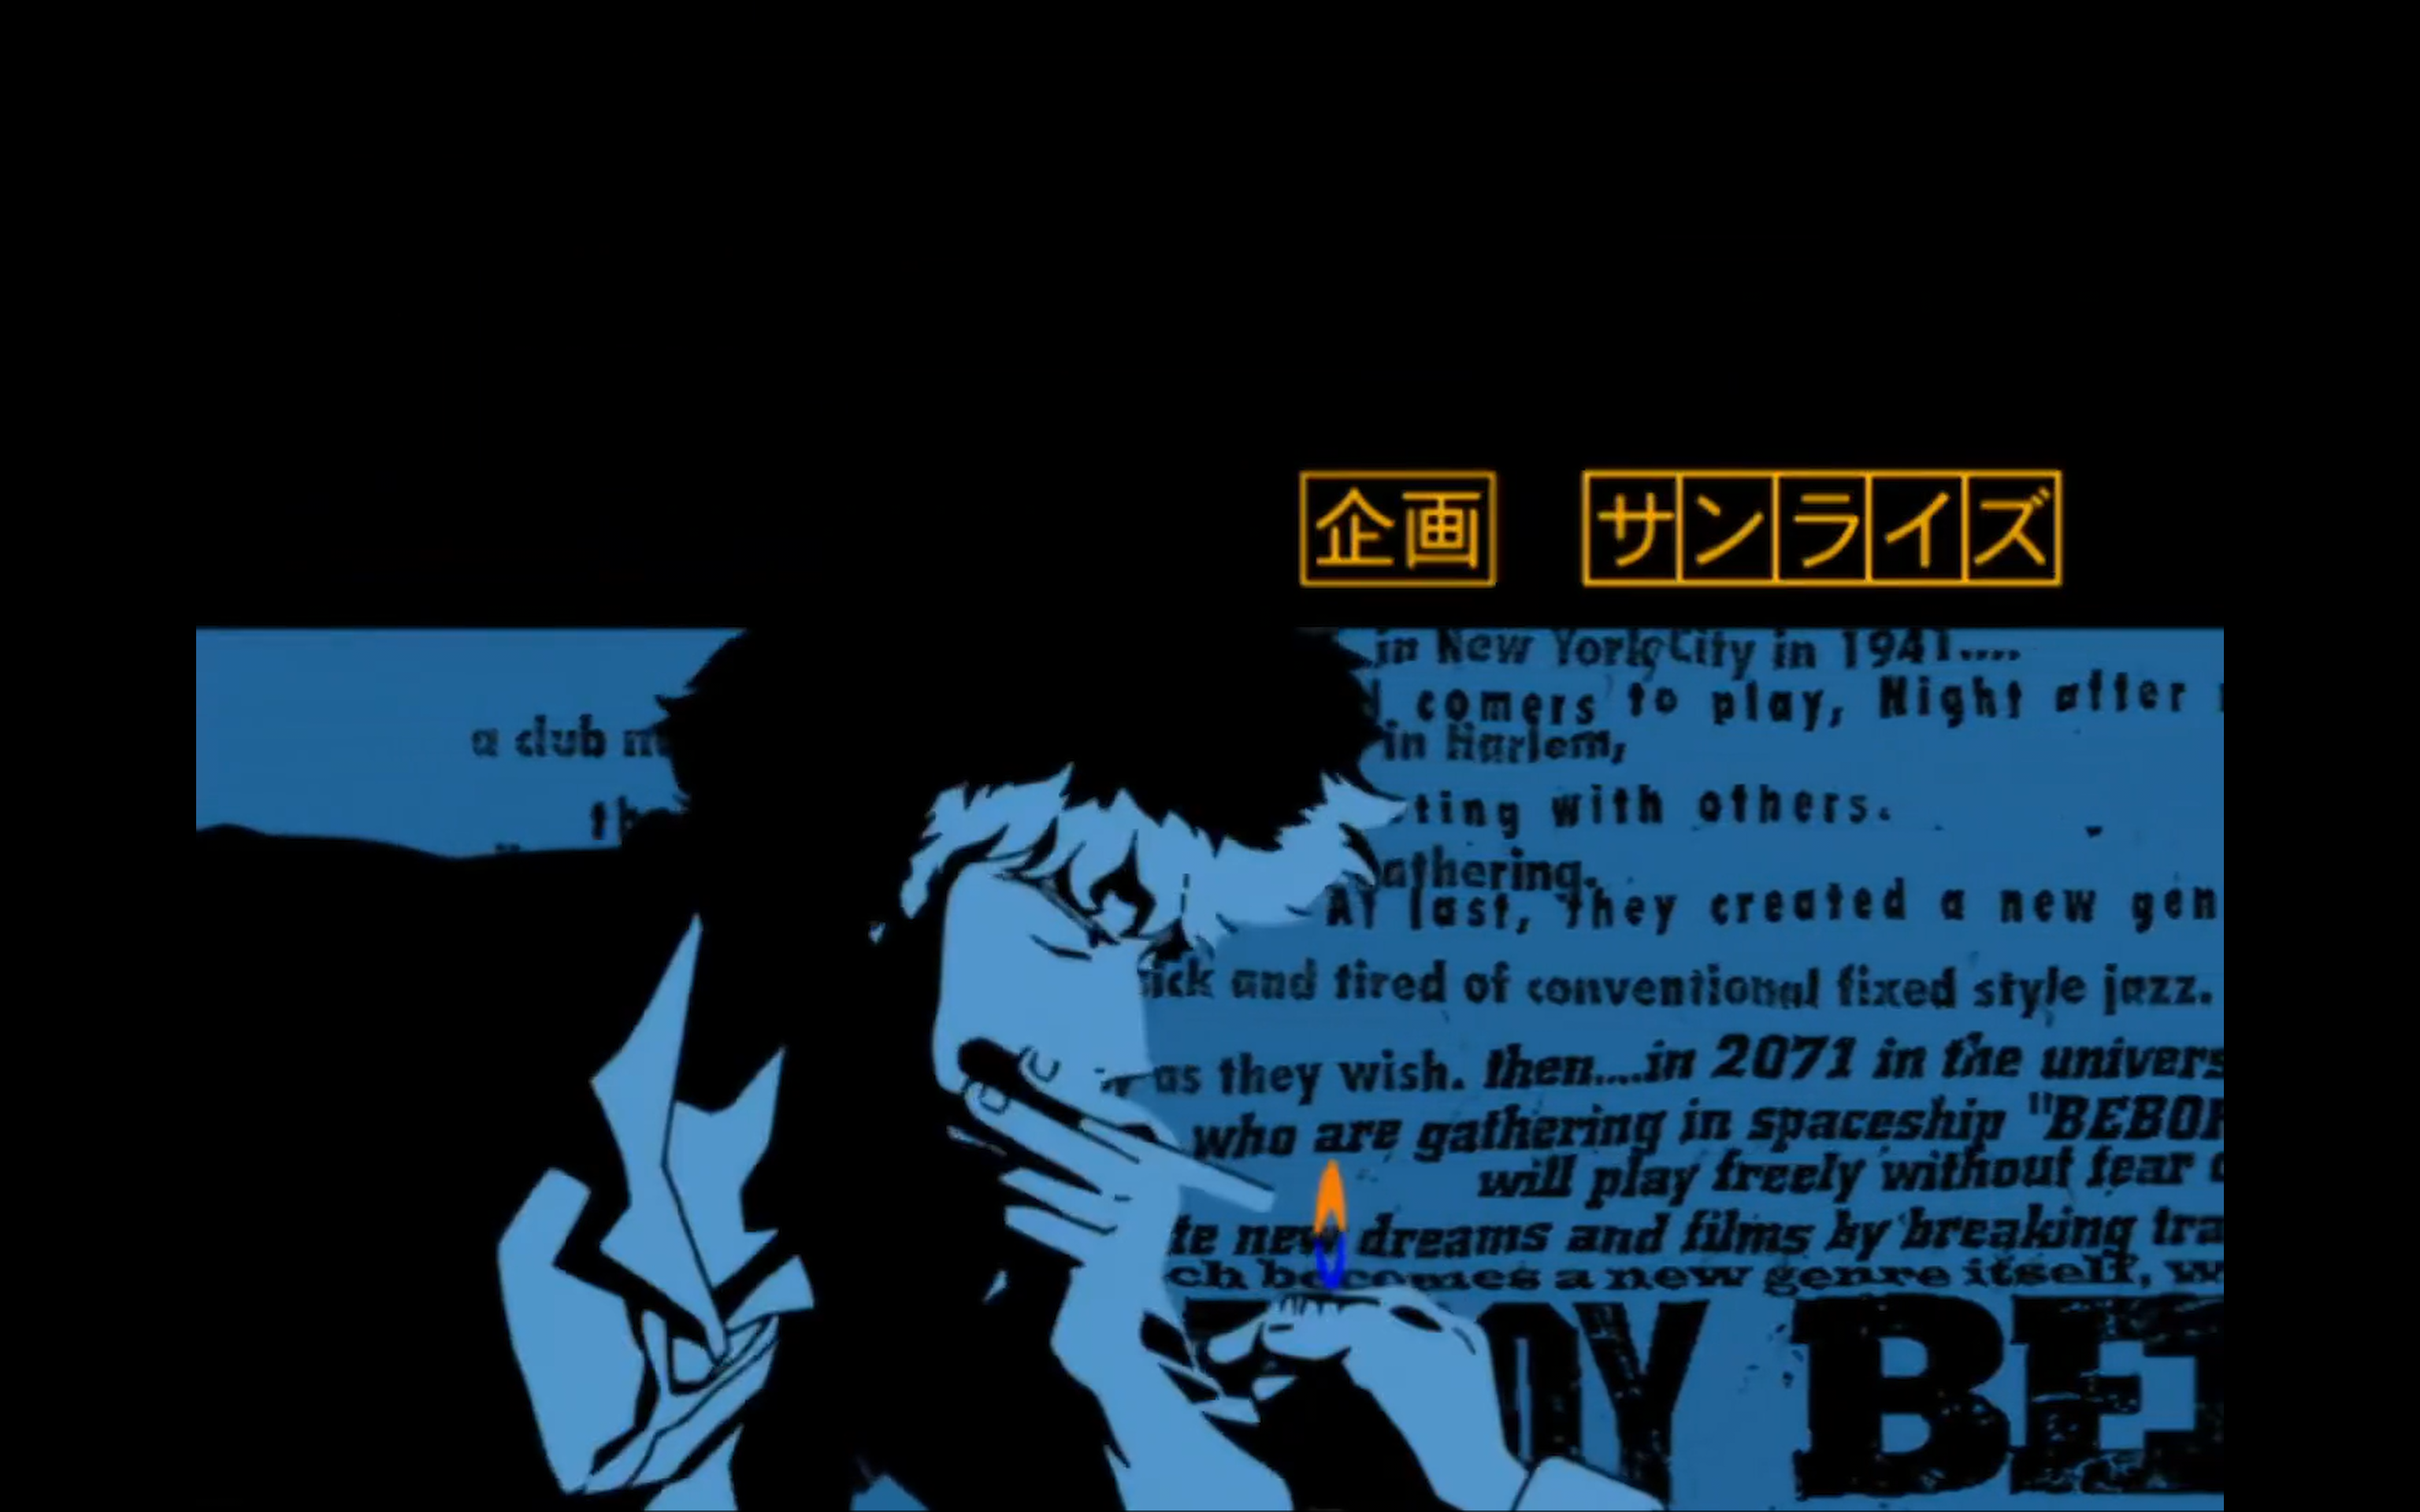 企画 サンライズ
in New York City in 1941....
comers to play, Night after
a club
in Harlem,
ting with others.
th
athering.
At last, they created a new gen
ick and tired of conventional fixed style jazz.
as they wish. then....in 2071 in the univers
who are gathering in spaceship "BEBOP
will play freely without fear
te new dreams and films by breaking tra
ch becomes a new genre itself, w
OY BE